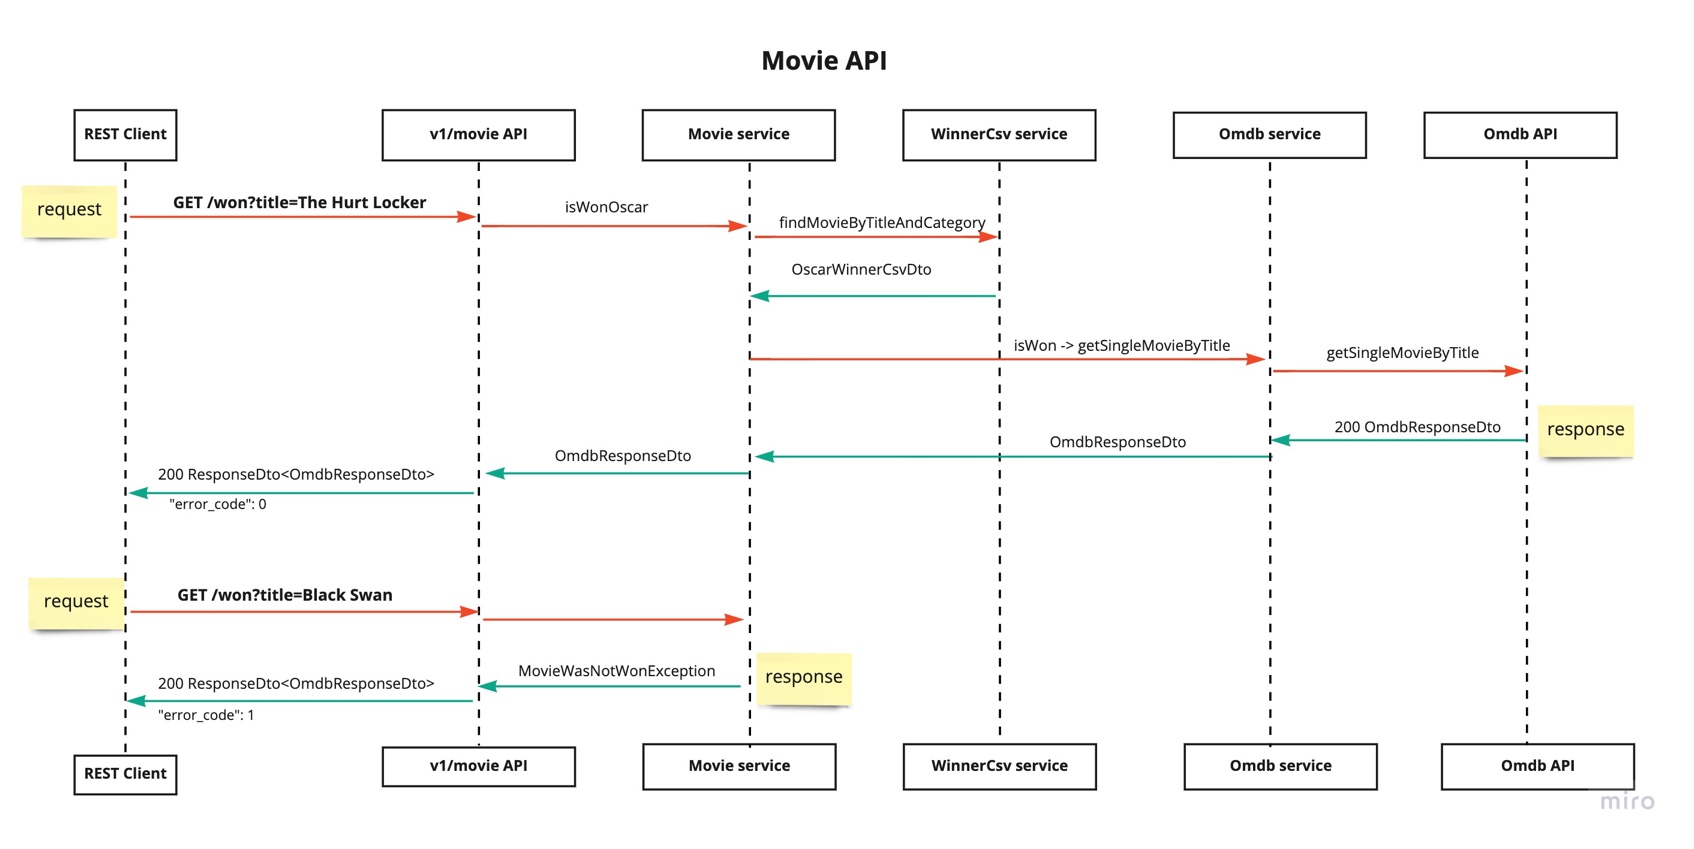 Movie API
REST Client
v1/movie API
Movie service
WinnerCsv service
Omdb service
Omdb API
request
GET /won?title=The Hurt Locker
isWonOscar
findMovieByTitleAndCategory
OscarWinnerCsvDto
isWon -> getSingleMovieByTitle
getSingleMovieByTitle
response
200 OmdbResponseDto
OmdbResponseDto
OmdbResponseDto
200 ResponseDto<OmdbResponseDto>
"error_code": 0
request
GET /won?title=Black Swan
response
MovieWasNotWonException
200 ResponseDto<OmdbResponseDto>
"error_code": 1
REST Client
v1/movie API
Movie service
WinnerCsv service
Omdb service
Omdb API
miro